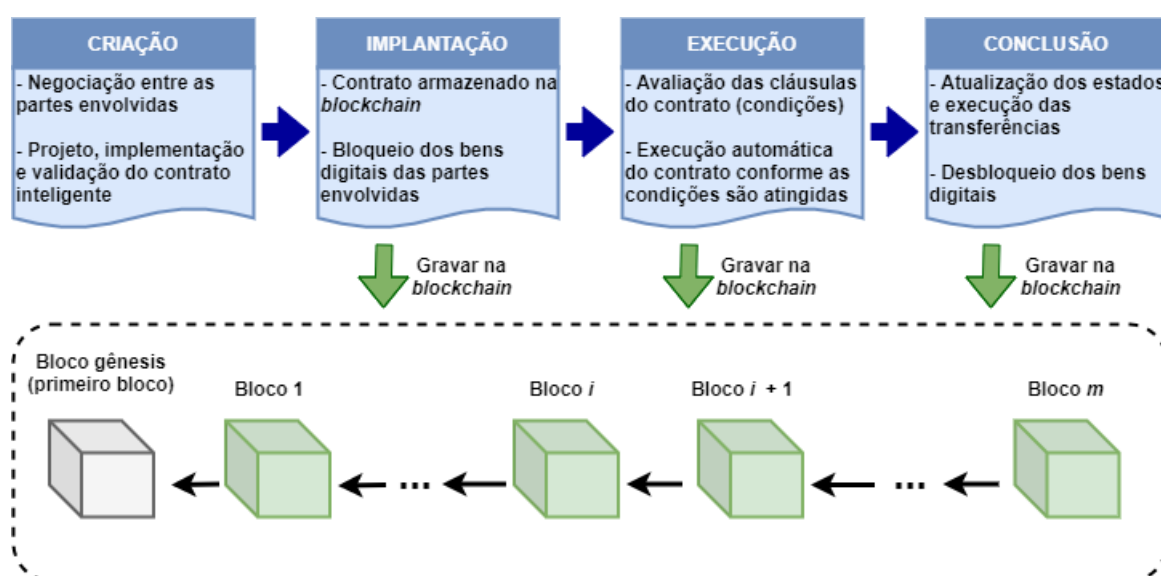 CRIAÇÃO
- Negociação entre as
partes envolvidas
- Projeto, implementação
e validação do contrato
inteligente
IMPLANTAÇÃO
- Contrato armazenado na
blockchain
- Bloqueio dos bens
digitais das partes
envolvidas
EXECUÇÃO
- Avaliação das cláusulas
do contrato (condições)
- Execução automática
do contrato conforme as
condições são atingidas
CONCLUSÃO
- Atualização dos estados
e execução das
transferências
- Desbloqueio dos bens
digitais
Gravar na
blockchain
Gravar na
blockchain
Gravar na
blockchain
Bloco gênesis
(primeiro bloco)
Bloco 1
...
Bloco i
Bloco i + 1
...
Bloco m